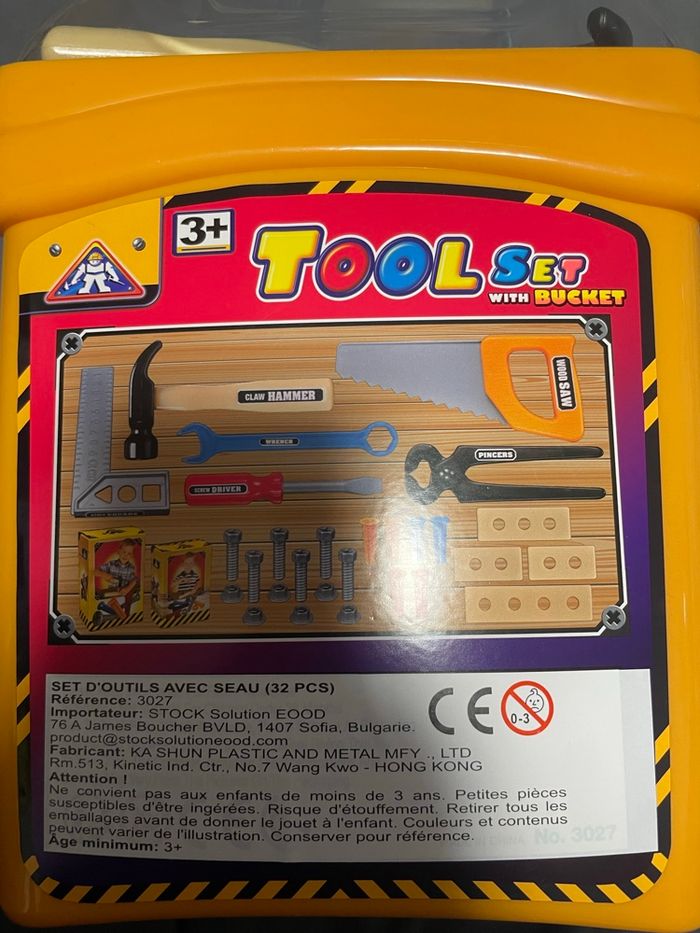 3+
TOOL SET
WITH BUCKET
CLAW HAMMER
WOOD SAW
WRENCH
PINCERS
SCREW DRIVER
SET D'OUTILS AVEC SEAU (32 PCS)
Référence: 3027
Importateur: STOCK Solution EOOD
76 A James Boucher BVLD, 1407 Sofia, Bulgarie.
product@stocksolutioneood.com
Fabricant: KA SHUN PLASTIC AND METAL MFY ., LTD
Rm.513, Kinetic Ind. Ctr., No.7 Wang Kwo - HONG KONG
Attention !
Ne convient pas aux enfants de moins de 3 ans. Petites pièces
susceptibles d'être ingérées. Risque d'étouffement. Retirer tous les
emballages avant de donner le jouet à l'enfant. Couleurs et contenus
peuvent varier de l'illustration. Conserver pour référence.
Âge minimum: 3+
CE
0-3
No. 3027